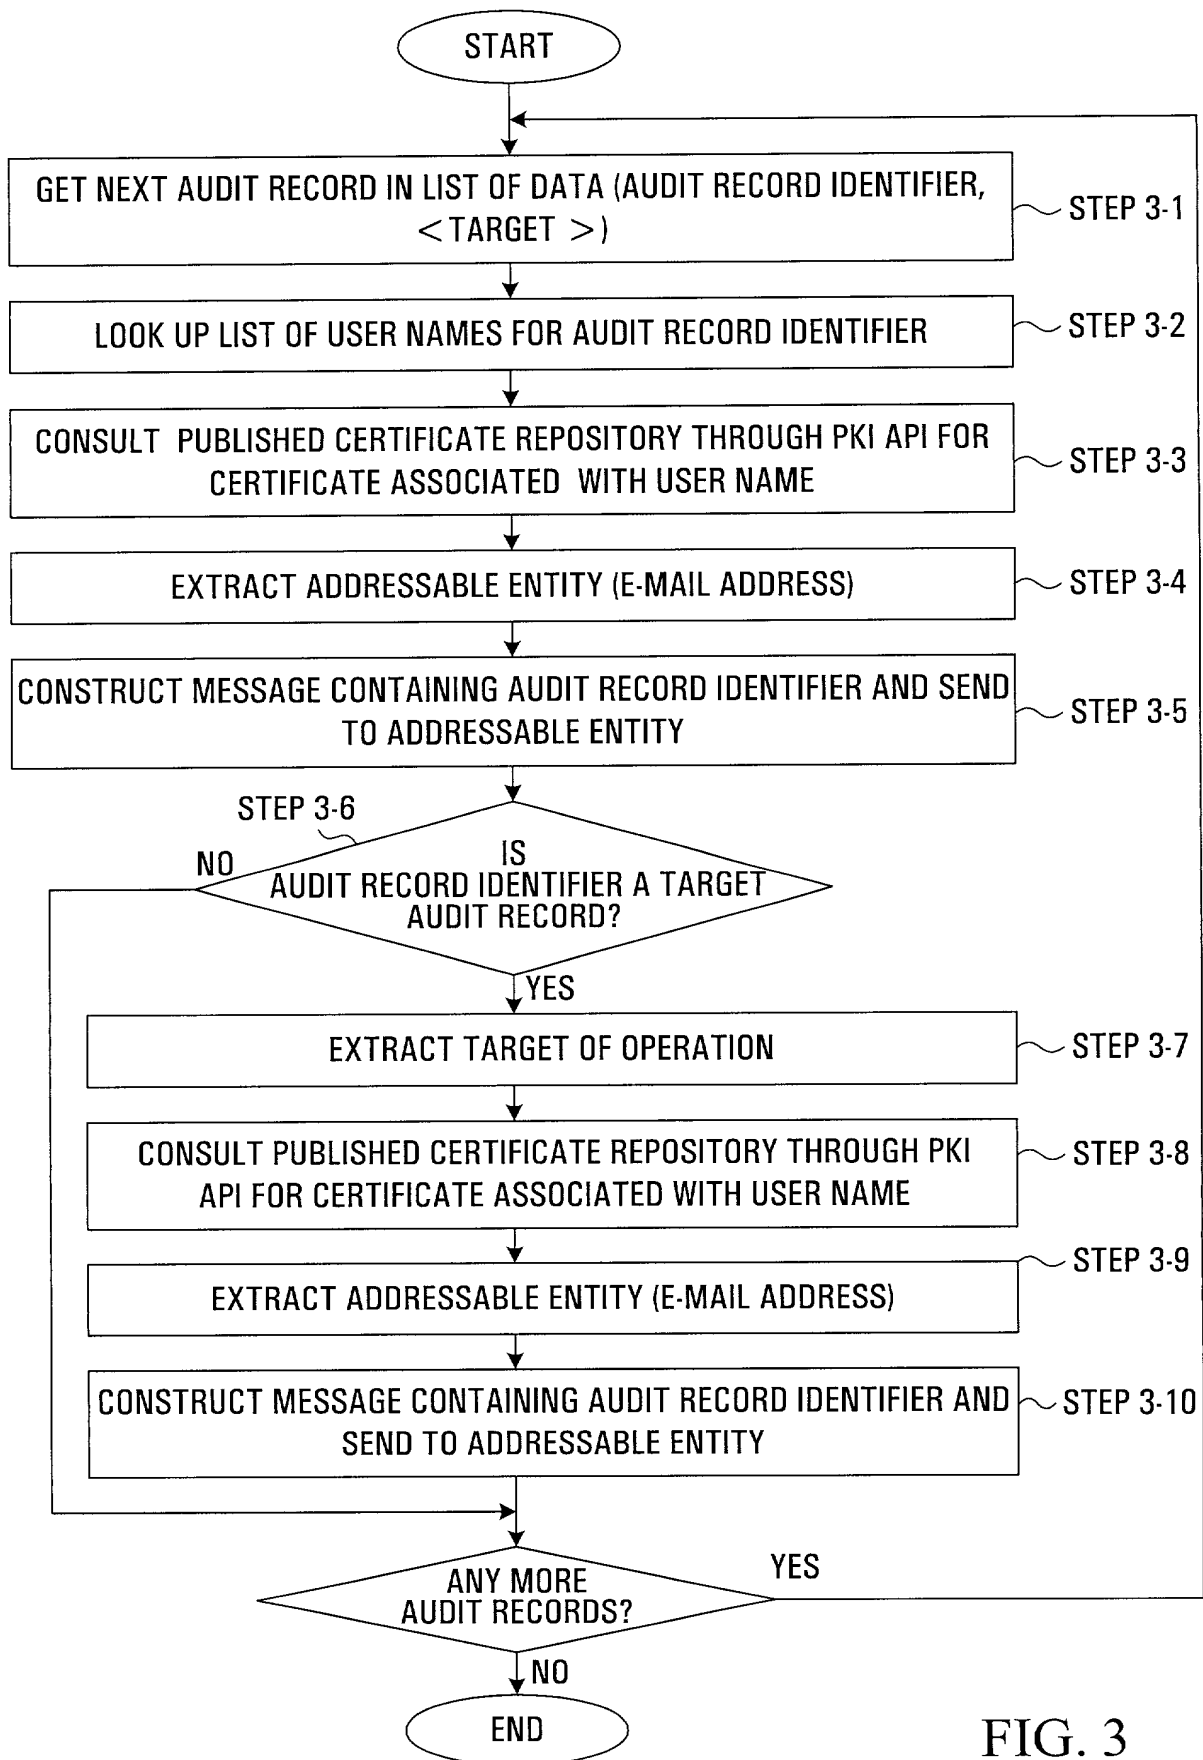 START
GET NEXT AUDIT RECORD IN LIST OF DATA (AUDIT RECORD IDENTIFIER,
<TARGET >)
STEP 3-1
LOOK UP LIST OF USER NAMES FOR AUDIT RECORD IDENTIFIER
STEP 3-2
CONSULT PUBLISHED CERTIFICATE REPOSITORY THROUGH PKI API FOR
CERTIFICATE ASSOCIATED WITH USER NAME
STEP 3-3
EXTRACT ADDRESSABLE ENTITY (E-MAIL ADDRESS)
STEP 3-4
CONSTRUCT MESSAGE CONTAINING AUDIT RECORD IDENTIFIER AND SEND
TO ADDRESSABLE ENTITY
STEP 3-5
STEP 3-6
NO
IS
AUDIT RECORD IDENTIFIER A TARGET
AUDIT RECORD?
YES
EXTRACT TARGET OF OPERATION
STEP 3-7
CONSULT PUBLISHED CERTIFICATE REPOSITORY THROUGH PKI
API FOR CERTIFICATE ASSOCIATED WITH USER NAME
STEP 3-8
EXTRACT ADDRESSABLE ENTITY (E-MAIL ADDRESS)
STEP 3-9
CONSTRUCT MESSAGE CONTAINING AUDIT RECORD IDENTIFIER AND
SEND TO ADDRESSABLE ENTITY
STEP 3-10
ANY MORE
AUDIT RECORDS?
YES
NO
END
FIG. 3